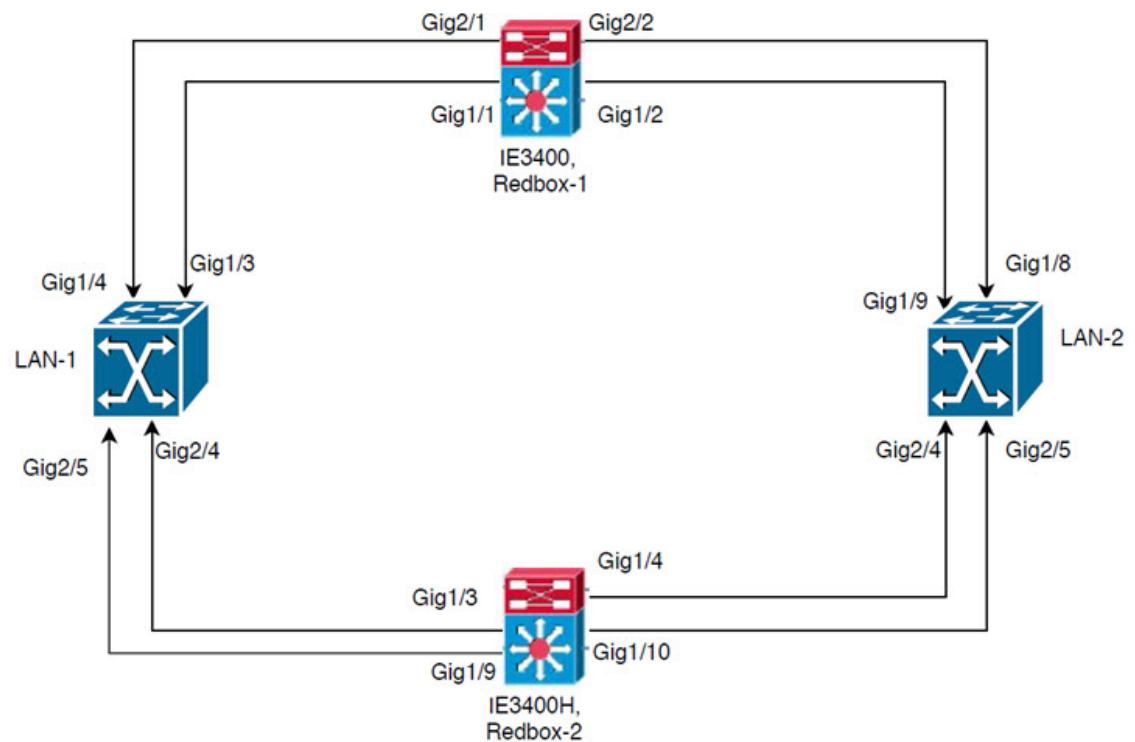 Gig2/1
Gig2/2
Gig1/1
Gig1/2
IE3400,
Redbox-1
Gig1/4
Gig1/3
Gig1/8
Gig1/9
LAN-1
LAN-2
Gig2/5
Gig2/4
Gig2/4
Gig2/5
Gig1/3
Gig1/4
Gig1/9
Gig1/10
IE3400H,
Redbox-2